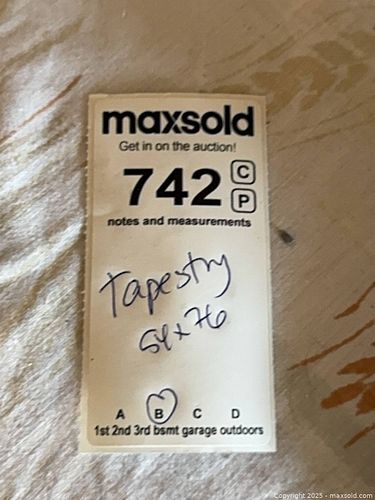 maxsold
Get in on the auction!
742 C
P
notes and measurements
Tapestry
54x76
A B C D
1st 2nd 3rd bsmt garage outdoors
Copyright 2025 - maxsold.com